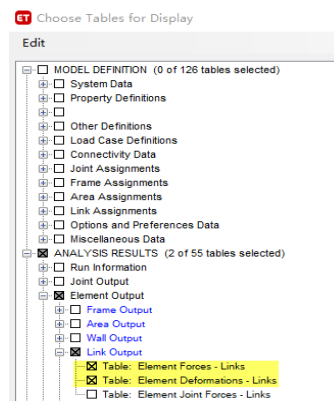 ET Choose Tables for Display
Edit
MODEL DEFINITION (0 of 126 tables selected)
System Data
Property Definitions
Other Definitions
Load Case Definitions
Connectivity Data
Joint Assignments
Frame Assignments
Area Assignments
Link Assignments
Options and Preferences Data
Miscellaneous Data
ANALYSIS RESULTS (2 of 55 tables selected)
Run Information
Joint Output
Element Output
Frame Output
Area Output
Wall Output
Link Output
Table: Element Forces - Links
Table: Element Deformations - Links
Table: Element Joint Forces - Links